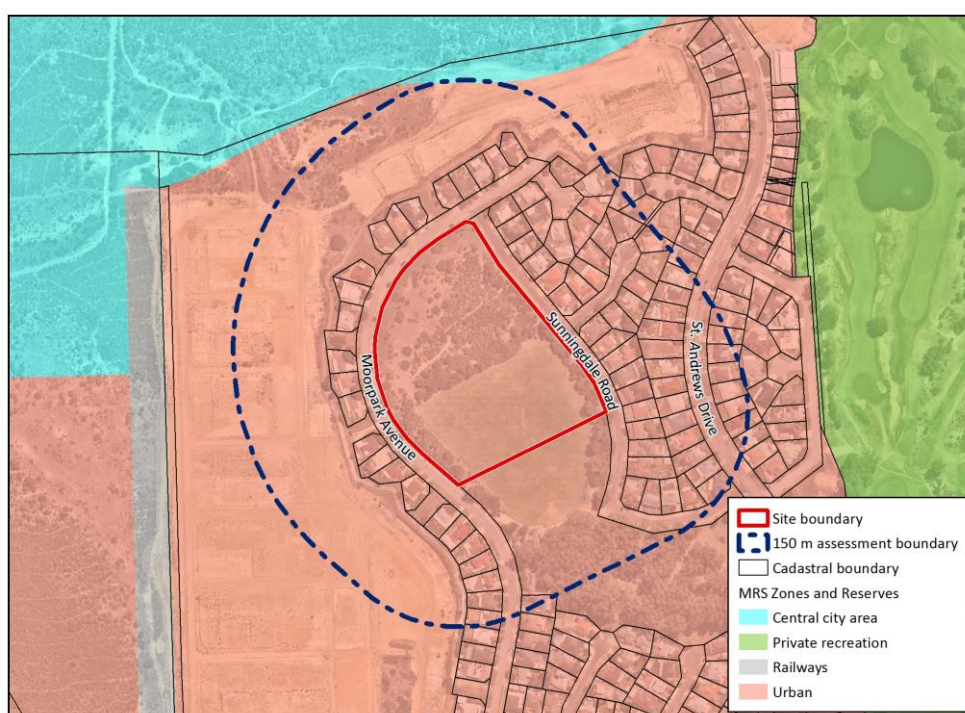 Sunningdale Road
St. Andrews Drive
Moorpark Avenue
Site boundary
150 m assessment boundary
Cadastral boundary
MRS Zones and Reserves
Central city area
Private recreation
Railways
Urban